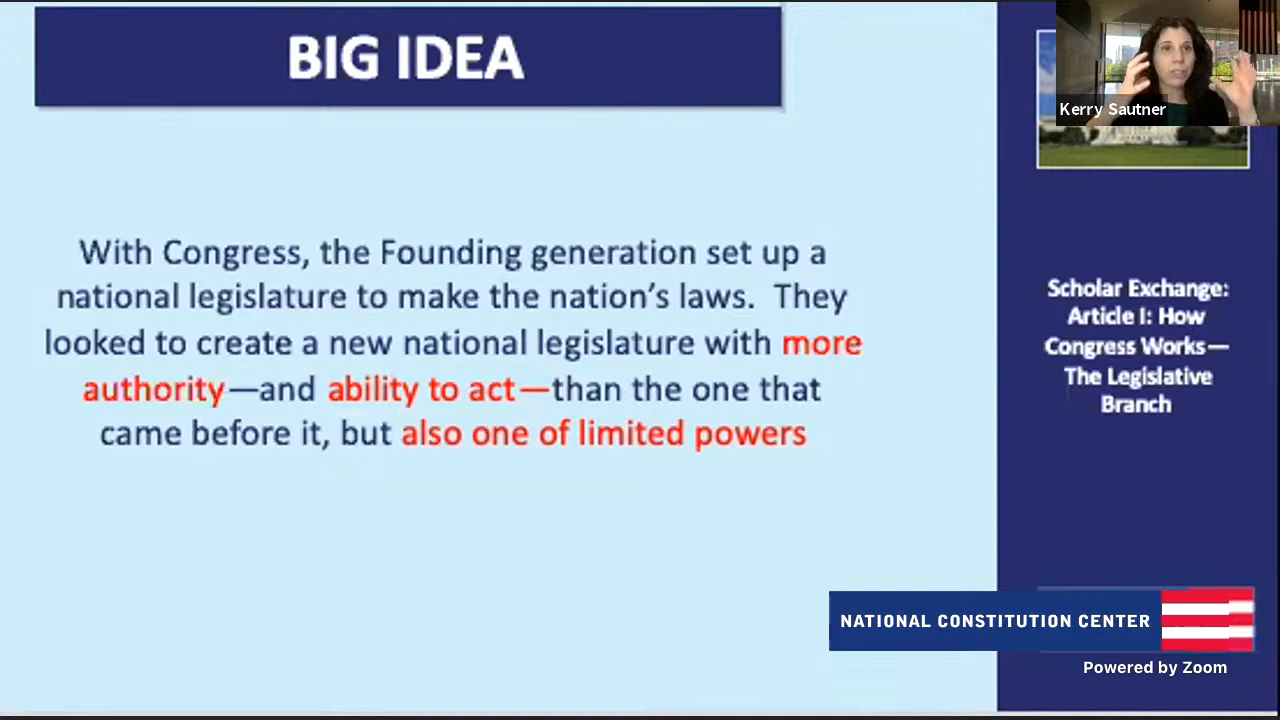 BIG IDEA
With Congress, the Founding generation set up a
national legislature to make the nation’s laws.  They
looked to create a new national legislature with more
authority—and ability to act—than the one that
came before it, but also one of limited powers
Kerry Sautner
Scholar Exchange:
Article I: How
Congress Works—
The Legislative
Branch
NATIONAL CONSTITUTION CENTER
Powered by Zoom